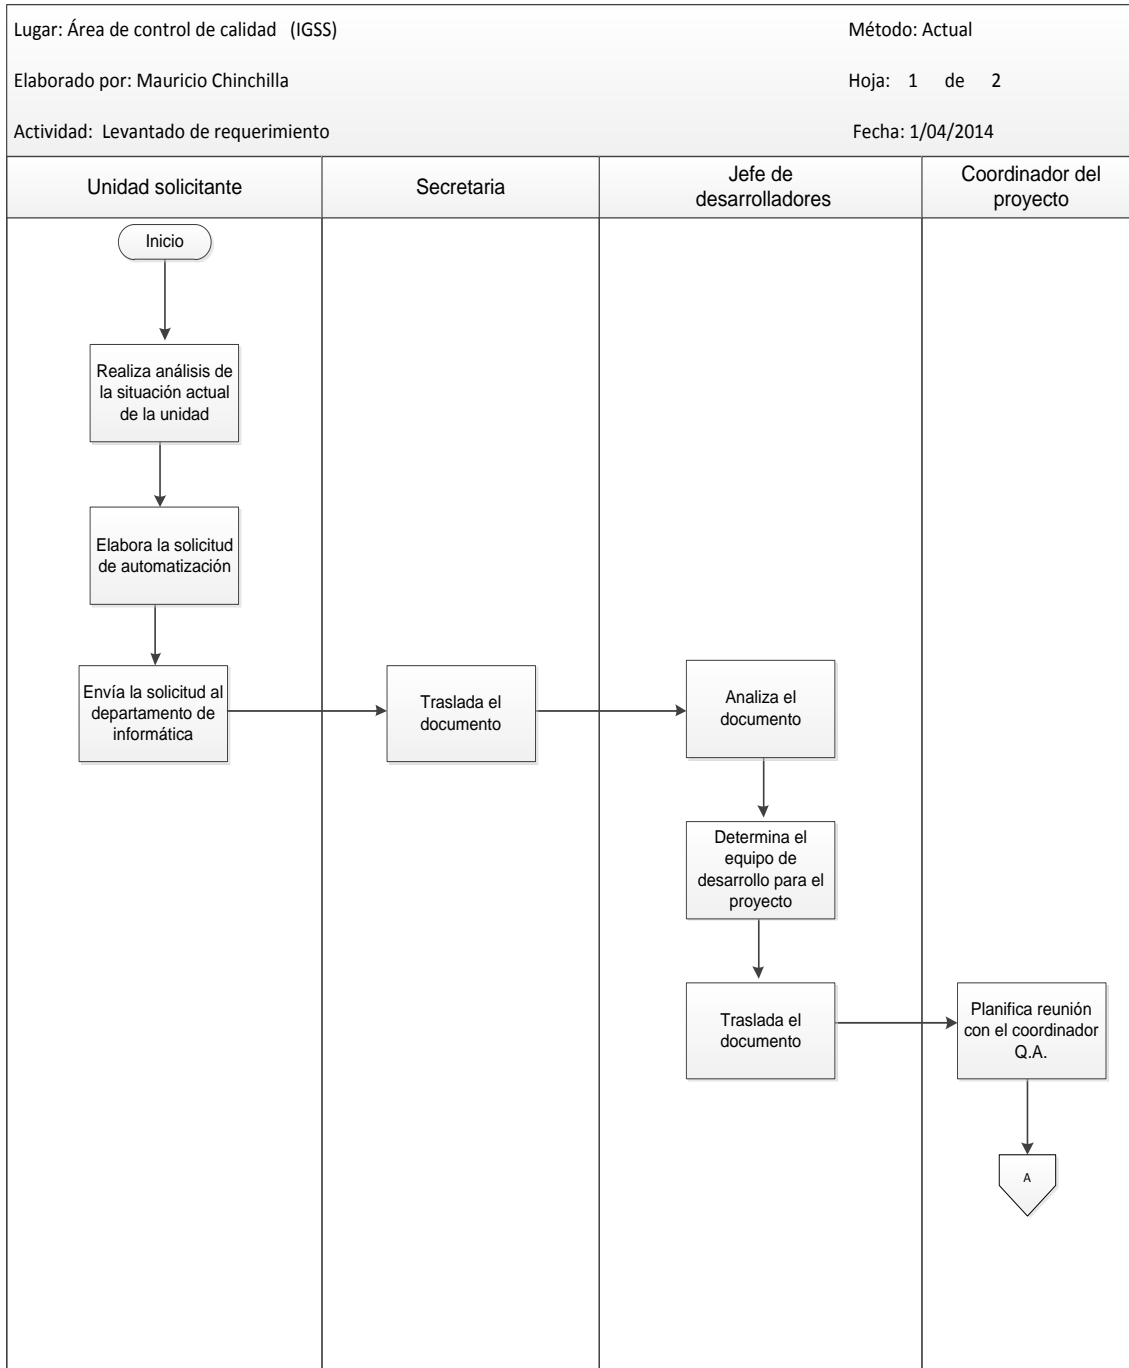 Lugar: Área de control de calidad (IGSS)
Método: Actual
Elaborado por: Mauricio Chinchilla
Hoja: 1 de 2
Actividad: Levantado de requerimiento
Fecha: 1/04/2014
Unidad solicitante
Secretaria
Jefe de
desarrolladores
Coordinador del
proyecto
Inicio
Realiza análisis de
la situación actual
de la unidad
Elabora la solicitud
de automatización
Envía la solicitud al
departamento de
informática
Traslada el
documento
Analiza el
documento
Determina el
equipo de
desarrollo para el
proyecto
Traslada el
documento
Planifica reunión
con el coordinador
Q.A.
A